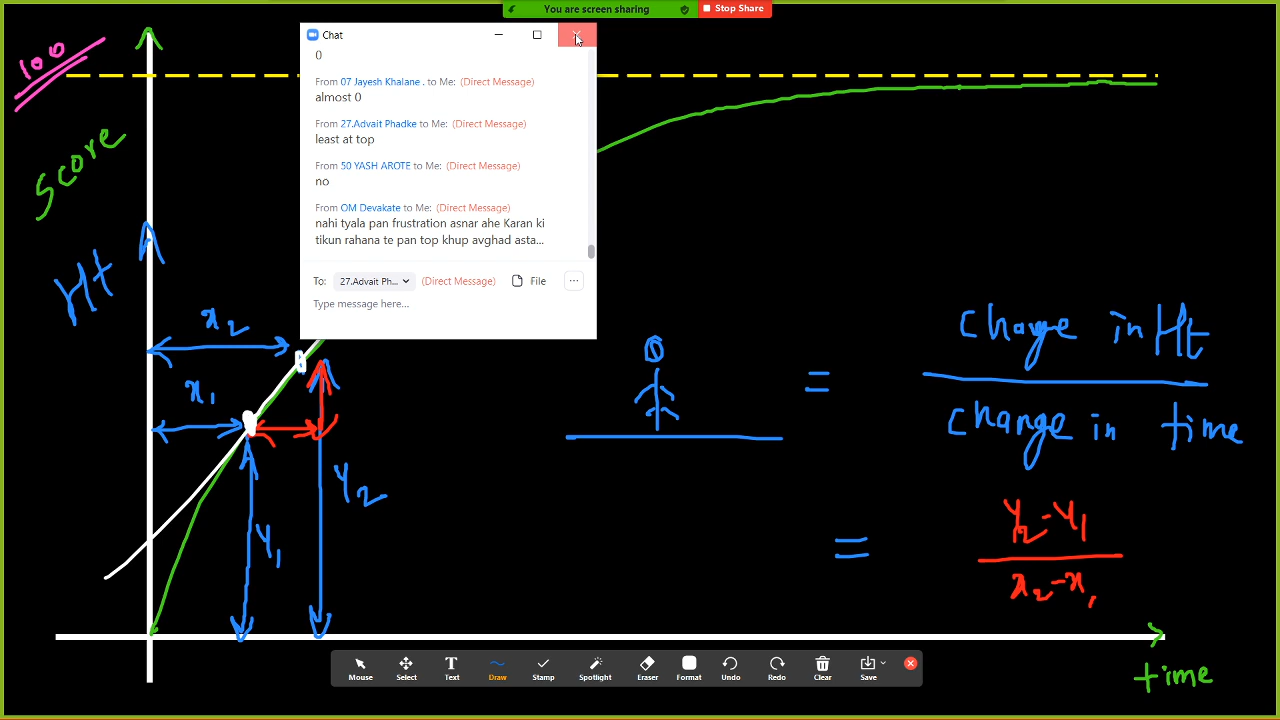 You are screen sharing
Stop Share
Chat
0
From 07 Jayesh Khalane . to Me: (Direct Message)
almost 0
From 27.Advait Phadke to Me: (Direct Message)
least at top
From 50 YASH AROTE to Me: (Direct Message)
no
From OM Devakate to Me: (Direct Message)
nahi tyala pan frustration asnar ahe Karan ki
tikun rahana te pan top khup avghad asta...
To: 27.Advait Ph... (Direct Message) File ...
Type message here...
100
Score
Ht
x2
x1
y2
y1
= Change in Ht
change in time
= y2-y1
x2-x1
time
Mouse Select Text Draw Stamp Spotlight Eraser Format Undo Redo Clear Save